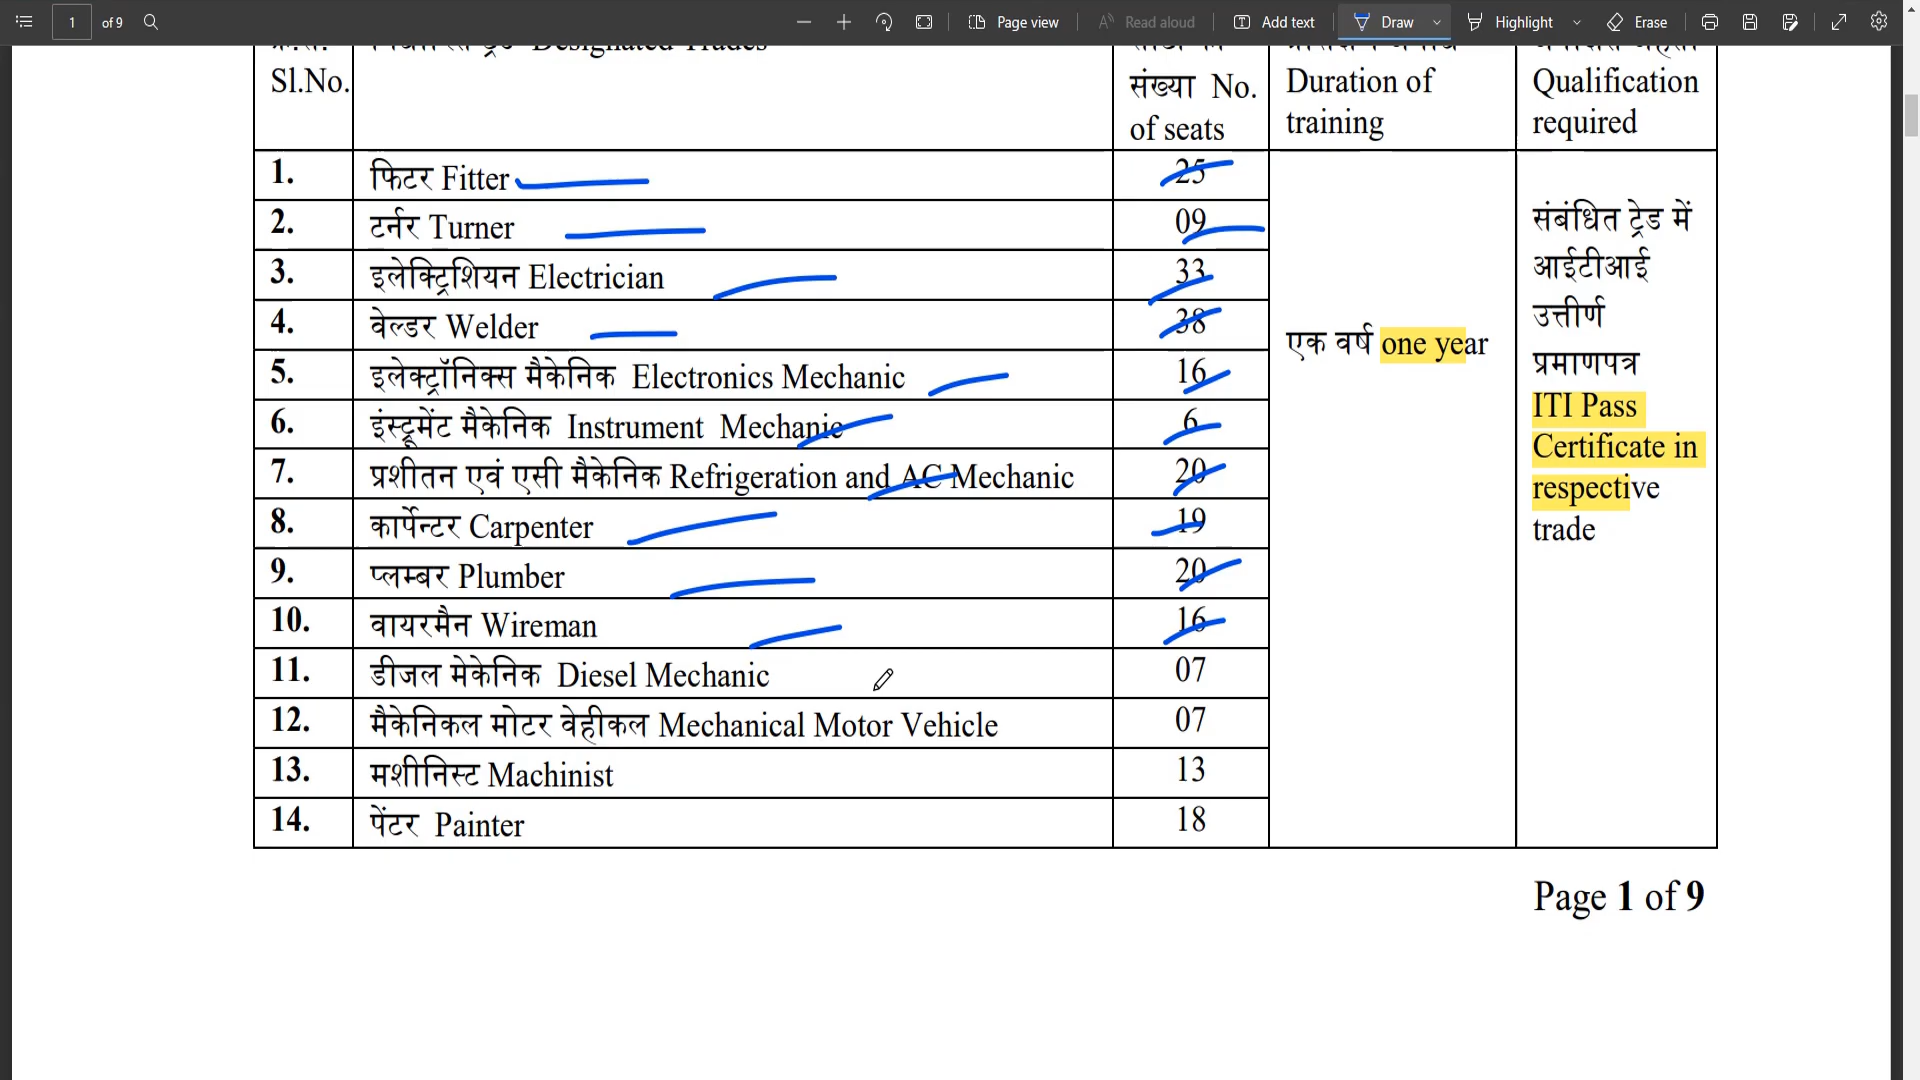 1 of 9 Page view Read aloud Add text Draw Highlight Erase
Sl.No. Designated Trades संख्या No. of seats Duration of training Qualification required
1. फिटर Fitter 25
2. टर्नर Turner 09
3. इलेक्ट्रिशियन Electrician 33
4. वेल्डर Welder 38
5. इलेक्ट्रॉनिक्स मैकेनिक Electronics Mechanic 16
6. इंस्ट्रूमेंट मैकेनिक Instrument Mechanic 6
7. प्रशीतन एवं एसी मैकेनिक Refrigeration and AC Mechanic 20
8. कार्पेन्टर Carpenter 19
9. प्लम्बर Plumber 20
10. वायरमैन Wireman 16
11. डीजल मेकेनिक Diesel Mechanic 07
12. मैकेनिकल मोटर वेहीकल Mechanical Motor Vehicle 07
13. मशीनिस्ट Machinist 13
14. पेंटर Painter 18
एक वर्ष one year
संबंधित ट्रेड में
आईटीआई
उत्तीर्ण
प्रमाणपत्र
ITI Pass
Certificate in
respective
trade
Page 1 of 9